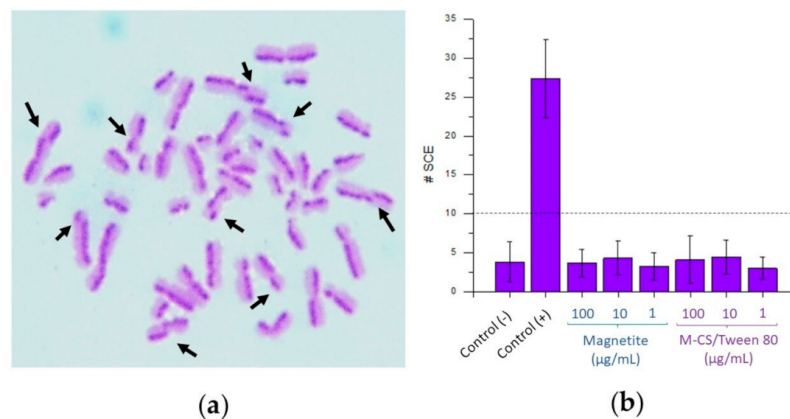 35
30
25
20
15
10
5
0
# SCE
Control (-)
Control (+)
100 10 1
Magnetite
(µg/mL)
100 10 1
M-CS/Tween 80
(µg/mL)
(a)
(b)